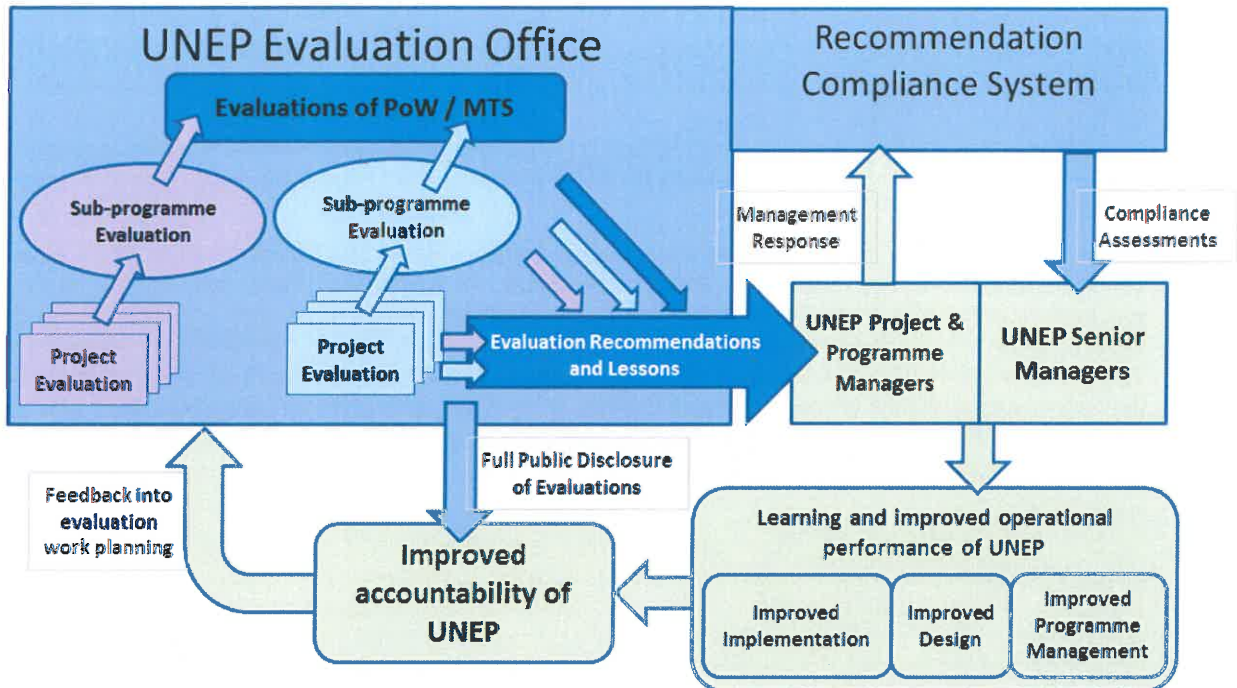 UNEP Evaluation Office
Evaluations of PoW / MTS
Sub-programme
Evaluation
Sub-programme
Evaluation
Project
Evaluation
Project
Evaluation
Evaluation Recommendations
and Lessons
Recommendation
Compliance System
Management
Response
Compliance
Assessments
UNEP Project &
Programme
Managers
UNEP Senior
Managers
Full Public Disclosure
of Evaluations
Feedback into
evaluation
work planning
Improved
accountability of
UNEP
Learning and improved operational
performance of UNEP
Improved
Implementation
Improved
Design
Improved
Programme
Management